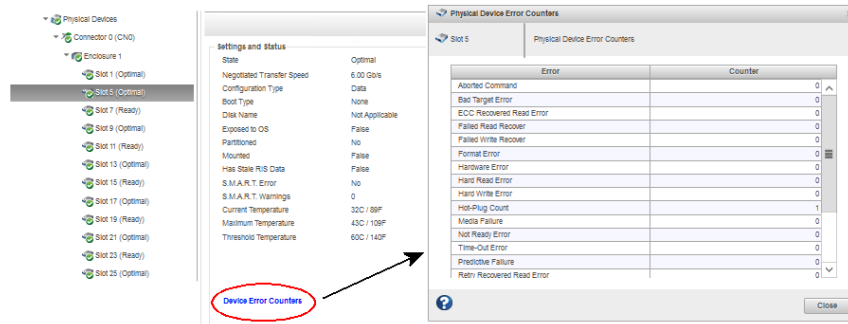 Physical Devices
Connector 0 (CN0)
Enclosure 1
Slot 1 (Optimal)
Slot 5 (Optimal)
Slot 7 (Ready)
Slot 9 (Optimal)
Slot 11 (Ready)
Slot 13 (Optimal)
Slot 15 (Ready)
Slot 17 (Optimal)
Slot 19 (Ready)
Slot 21 (Optimal)
Slot 23 (Ready)
Slot 25 (Optimal)
Settings and Status
State Optimal
Negotiated Transfer Speed 6.00 Gb/s
Configuration Type Data
Boot Type None
Disk Name Not Applicable
Exposed to OS False
Partitioned No
Mounted False
Has Stale RIS Data False
S.M.A.R.T. Error No
S.M.A.R.T. Warnings 0
Current Temperature 32C / 89F
Maximum Temperature 43C / 109F
Threshold Temperature 60C / 140F
Device Error Counters
Physical Device Error Counters
Slot 5 Physical Device Error Counters
Error Counter
Aborted Command 0
Bad Target Error 0
ECC Recovered Read Error 0
Failed Read Recover 0
Failed Write Recover 0
Format Error 0
Hardware Error 0
Hard Read Error 0
Hard Write Error 0
Hot-Plug Count 1
Media Failure 0
Not Ready Error 0
Time-Out Error 0
Predictive Failure 0
Retry Recovered Read Error 0
? Close